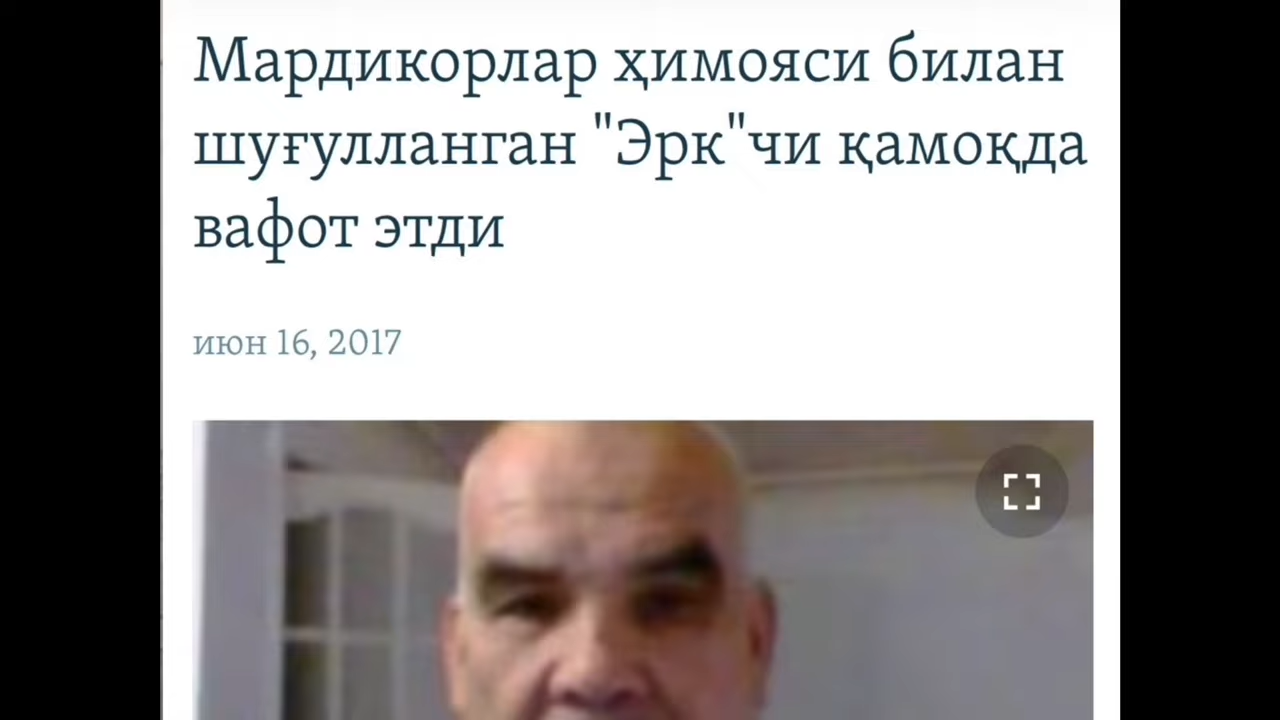 Мардикорлар ҳимояси билан
шуғулланган "Эрк"чи қамоқда
вафот этди
июн 16, 2017